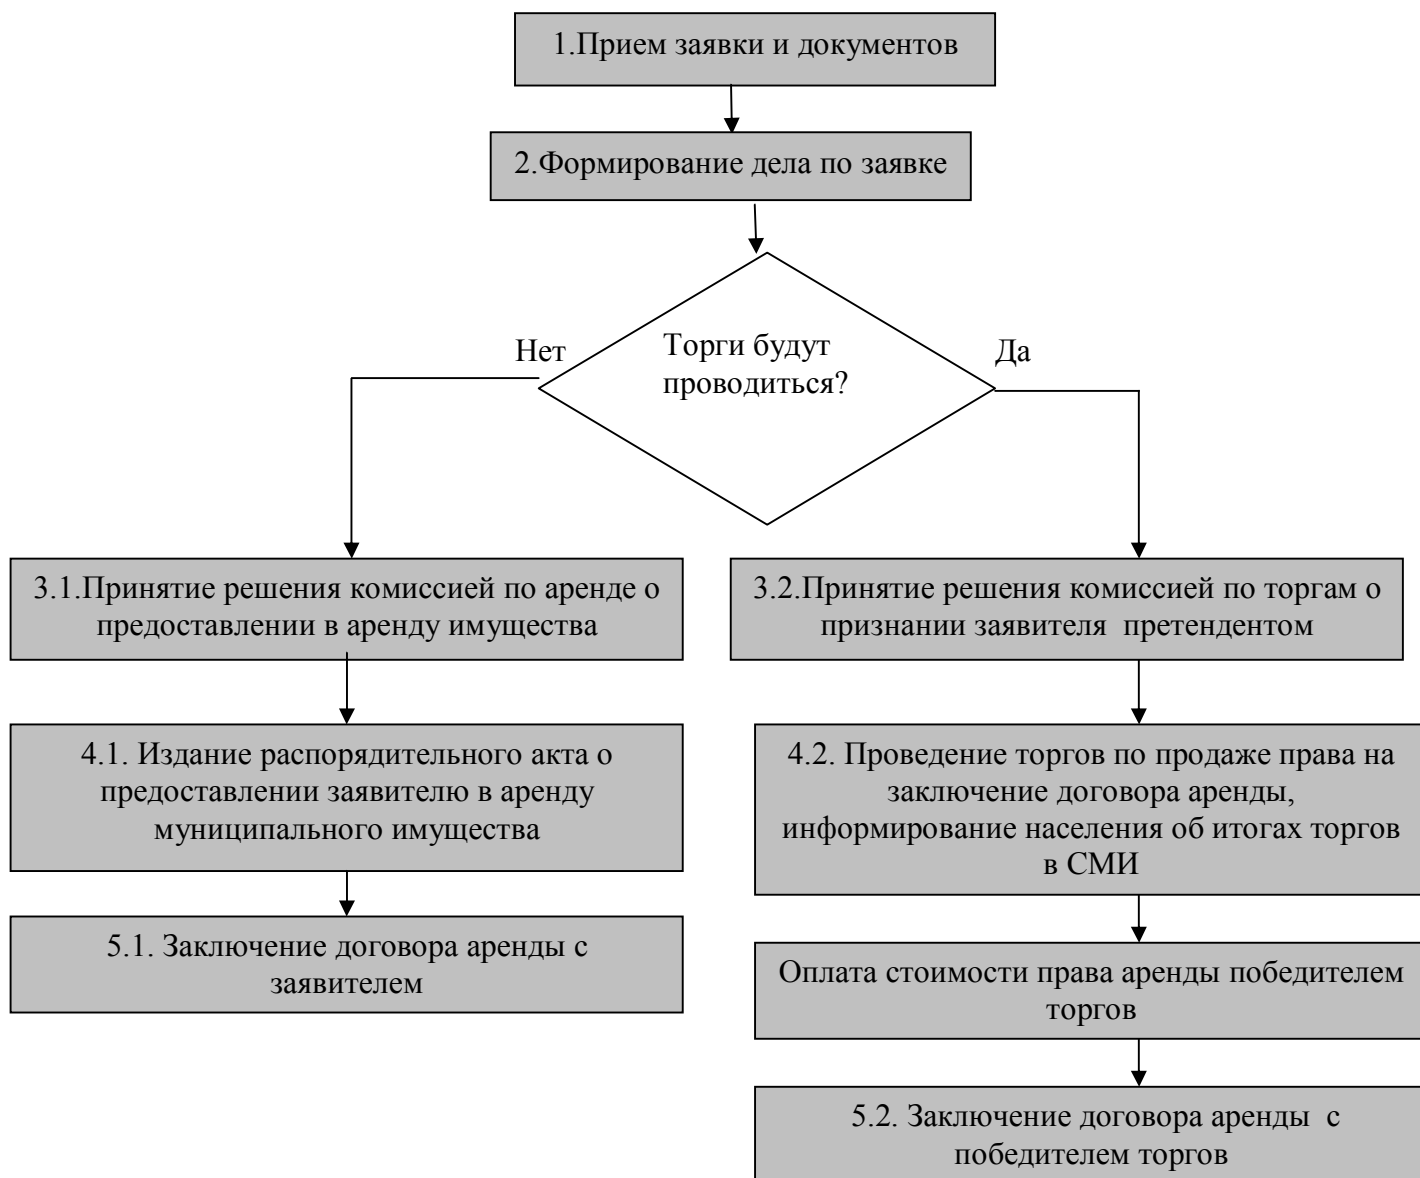 1.Прием заявки и документов
2.Формирование дела по заявке
Торги будут
проводиться?
Нет
Да
3.1.Принятие решения комиссией по аренде о
предоставлении в аренду имущества
3.2.Принятие решения комиссией по торгам о
признании заявителя  претендентом
4.1. Издание распорядительного акта о
предоставлении заявителю в аренду
муниципального имущества
4.2. Проведение торгов по продаже права на
заключение договора аренды,
информирование населения об итогах торгов
в СМИ
5.1. Заключение договора аренды с
заявителем
Оплата стоимости права аренды победителем
торгов
5.2. Заключение договора аренды  с
победителем торгов